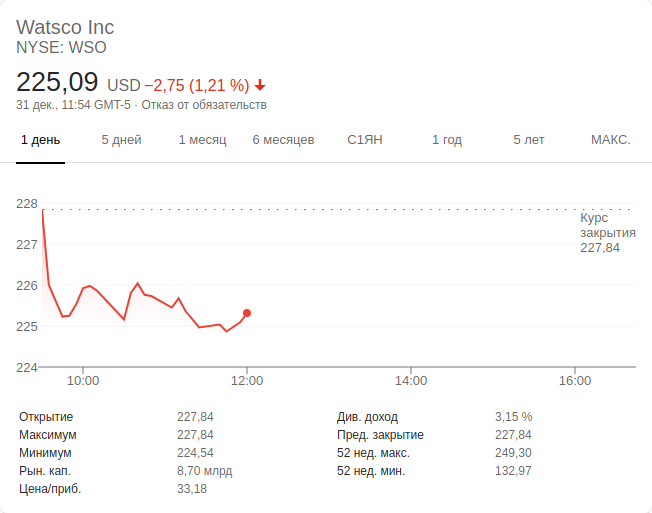 Watsco Inc
NYSE: WSO
225,09 USD −2,75 (1,21 %)
31 дек., 11:54 GMT-5 · Отказ от обязательств
1 день 5 дней 1 месяц 6 месяцев С1ЯН 1 год 5 лет МАКС.
228
Курс
закрытия
227,84
227
226
225
224
10:00 12:00 14:00 16:00
Открытие 227,84 Див. доход 3,15 %
Максимум 227,84 Пред. закрытие 227,84
Минимум 224,54 52 нед. макс. 249,30
Рын. кап. 8,70 млрд 52 нед. мин. 132,97
Цена/приб. 33,18